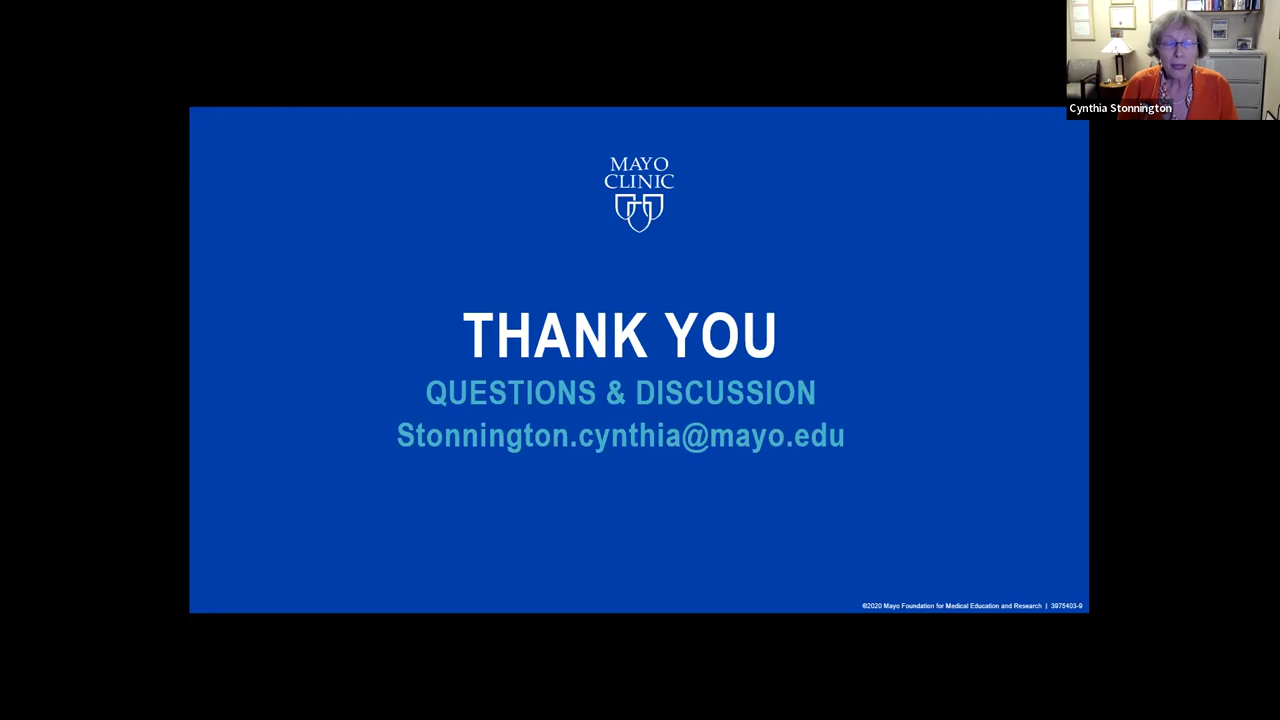 Cynthia Stonnington
MAYO
CLINIC
THANK YOU
QUESTIONS & DISCUSSION
Stonnington.cynthia@mayo.edu
©2020 Mayo Foundation for Medical Education and Research | 3975403-9